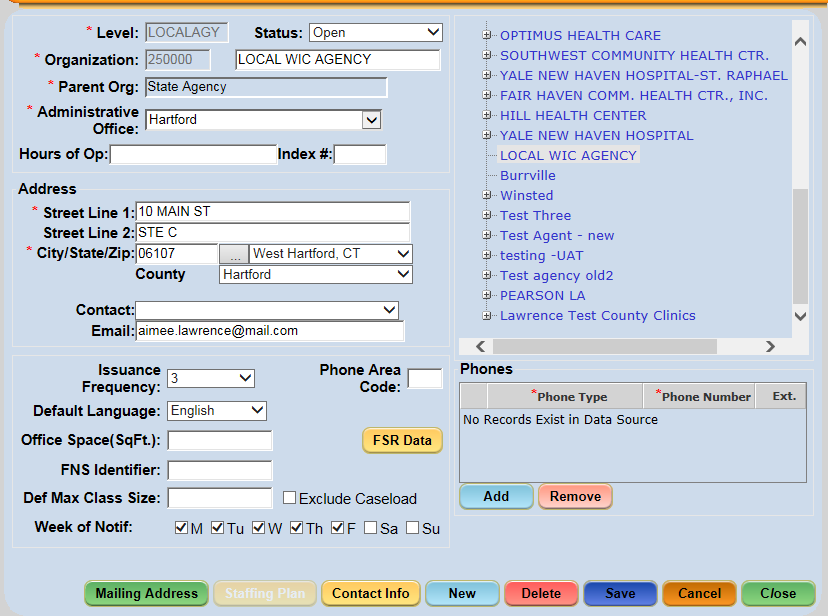 * Level: LOCALAGY Status: Open
* Organization: 250000 LOCAL WIC AGENCY
* Parent Org: State Agency
* Administrative Office: Hartford
Hours of Op: Index #:
Address
* Street Line 1: 10 MAIN ST
Street Line 2: STE C
* City/State/Zip: 06107 ... West Hartford, CT
County Hartford
Contact:
Email: aimee.lawrence@mail.com
Issuance Frequency: 3 Phone Area Code:
Default Language: English
Office Space(SqFt.): FSR Data
FNS Identifier:
Def Max Class Size: Exclude Caseload
Week of Notif: M Tu W Th F Sa Su
OPTIMUS HEALTH CARE
SOUTHWEST COMMUNITY HEALTH CTR.
YALE NEW HAVEN HOSPITAL-ST. RAPHAEL
FAIR HAVEN COMM. HEALTH CTR., INC.
HILL HEALTH CENTER
YALE NEW HAVEN HOSPITAL
LOCAL WIC AGENCY
Burrville
Winsted
Test Three
Test Agent - new
testing -UAT
Test agency old2
PEARSON LA
Lawrence Test County Clinics
Phones
*Phone Type *Phone Number Ext.
No Records Exist in Data Source
Add Remove
Mailing Address Staffing Plan Contact Info New Delete Save Cancel Close